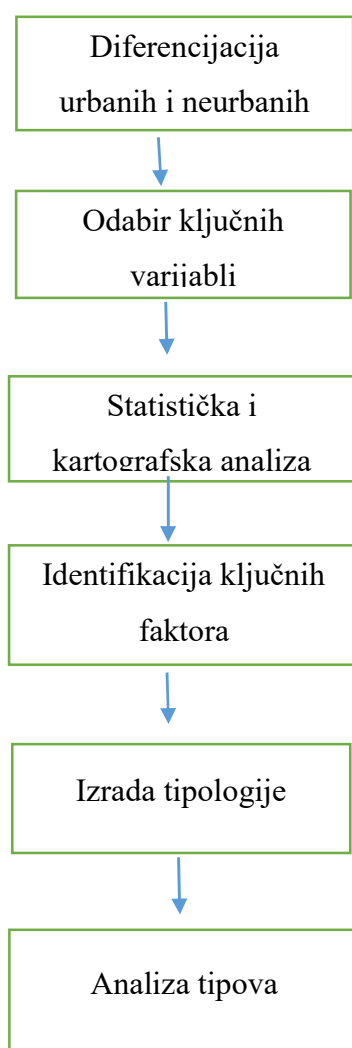 Diferencijacija
urbanih i neurbanih
Odabir ključnih
varijabli
Statistička i
kartografska analiza
Identifikacija ključnih
faktora
Izrada tipologije
Analiza tipova